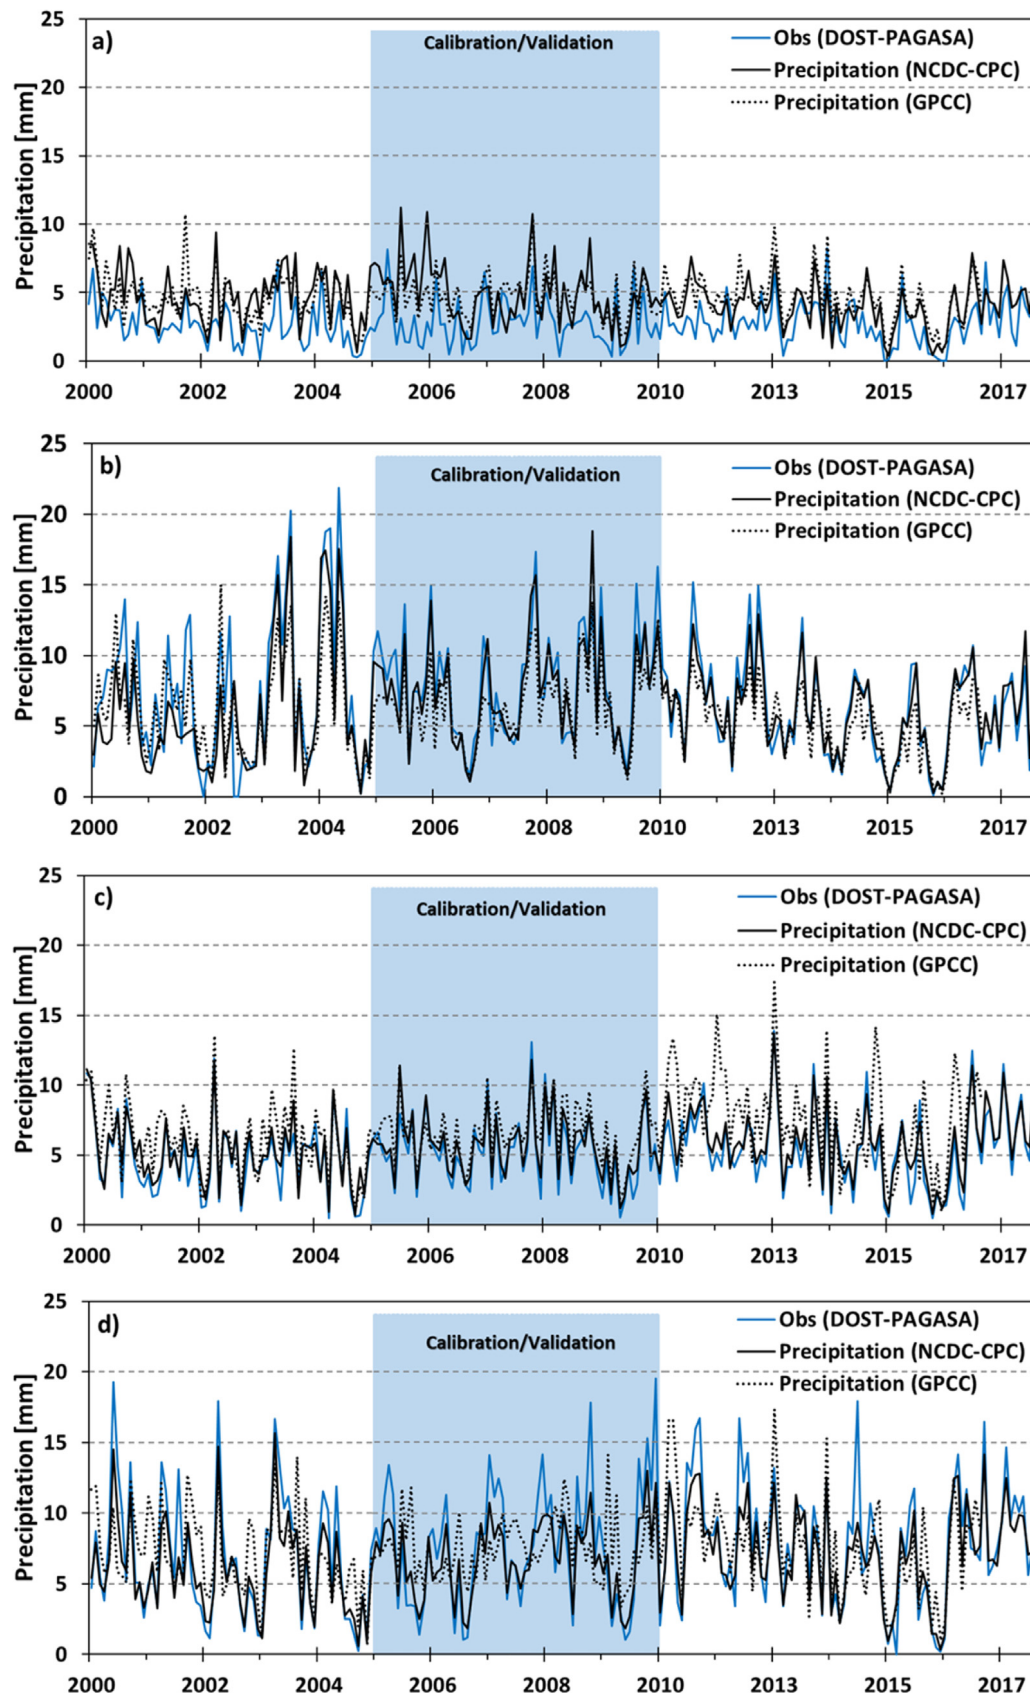 a)
Calibration/Validation
Obs (DOST-PAGASA)
Precipitation (NCDC-CPC)
Precipitation (GPCC)
Precipitation [mm]
25
20
15
10
5
0
2000 2002 2004 2006 2008 2010 2013 2015 2017
b)
Calibration/Validation
Obs (DOST-PAGASA)
Precipitation (NCDC-CPC)
Precipitation (GPCC)
Precipitation [mm]
25
20
15
10
5
0
2000 2002 2004 2006 2008 2010 2013 2015 2017
c)
Calibration/Validation
Obs (DOST-PAGASA)
Precipitation (NCDC-CPC)
Precipitation (GPCC)
Precipitation [mm]
25
20
15
10
5
0
2000 2002 2004 2006 2008 2010 2013 2015 2017
d)
Calibration/Validation
Obs (DOST-PAGASA)
Precipitation (NCDC-CPC)
Precipitation (GPCC)
Precipitation [mm]
25
20
15
10
5
0
2000 2002 2004 2006 2008 2010 2013 2015 2017